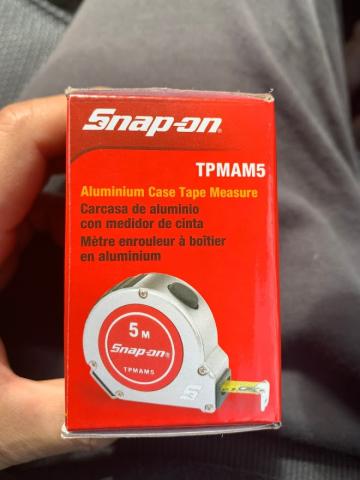 Snap-on
TPMAM5
Aluminium Case Tape Measure
Carcasa de aluminio
con medidor de cinta
Mètre enrouleur à boîtier
en aluminium
5 M
Snap-on®
TPMAM5